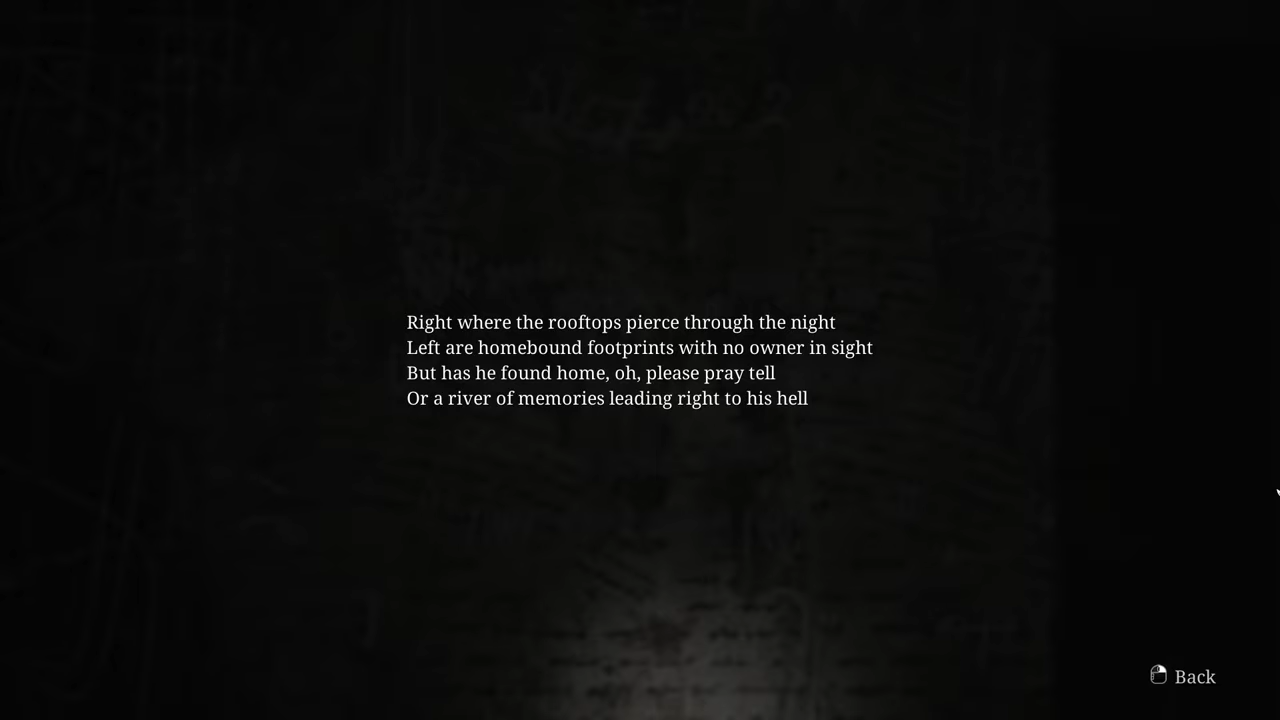 Right where the rooftops pierce through the night
Left are homebound footprints with no owner in sight
But has he found home, oh, please pray tell
Or a river of memories leading right to his hell
Back